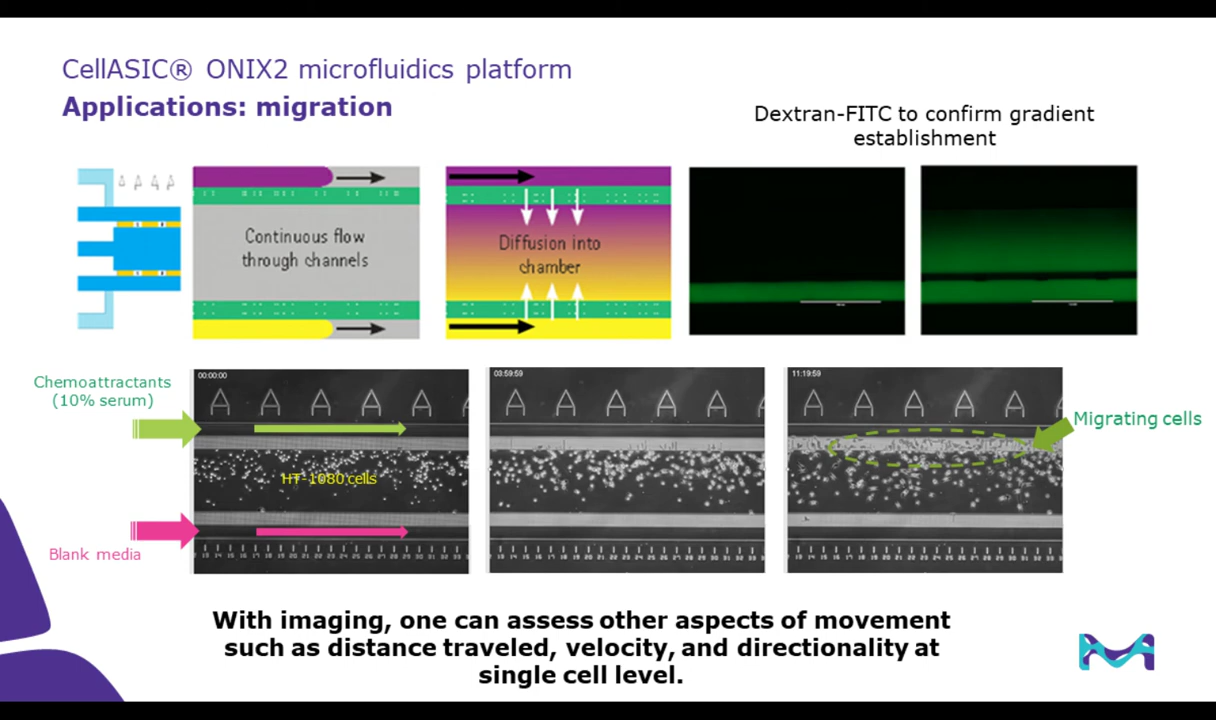 CellASIC® ONIX2 microfluidics platform
Applications: migration
Dextran-FITC to confirm gradient
establishment
Continuous flow
through channels
Diffusion into
chamber
Chemoattractants
(10% serum)
00:00:00
03:59:59
11:19:59
A A A A A
A A A A A
A A A A A
Migrating cells
HT-1080 cells
Blank media
With imaging, one can assess other aspects of movement
such as distance traveled, velocity, and directionality at
single cell level.